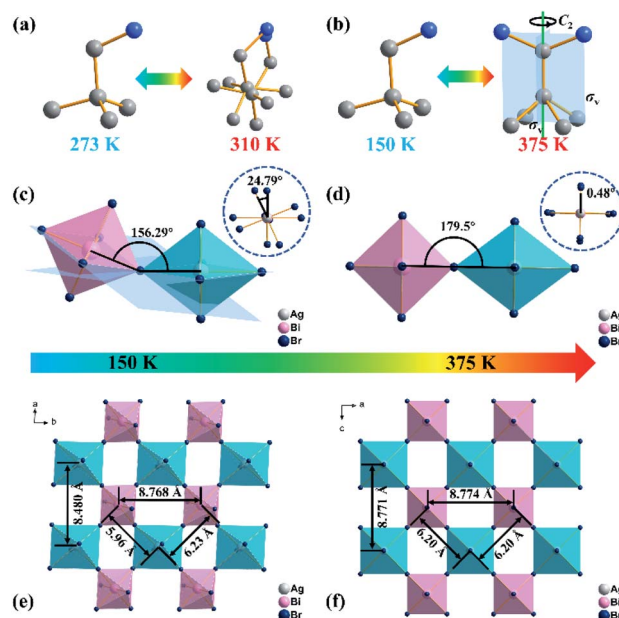 (a)
(b)
C₂
σᵥ
σᵥ
273 K
310 K
150 K
375 K
(c)
24.79°
156.29°
Ag
Bi
Br
(d)
0.48°
179.5°
Ag
Bi
Br
150 K
375 K
a
b
8.480 Å
8.768 Å
5.96 Å
6.23 Å
(e)
Ag
Bi
Br
a
c
8.771 Å
8.774 Å
6.20 Å
6.20 Å
(f)
Ag
Bi
Br